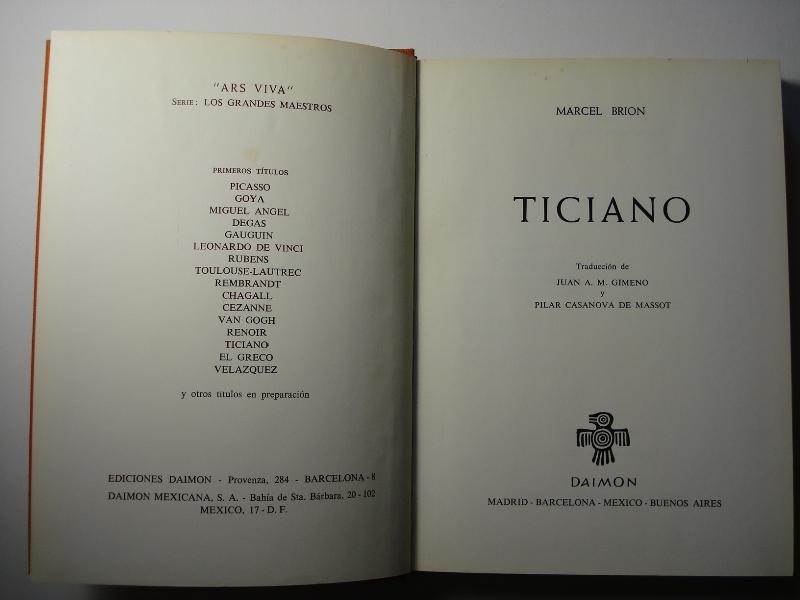 "ARS VIVA"
SERIE: LOS GRANDES MAESTROS
PRIMEROS TÍTULOS
PICASSO
GOYA
MIGUEL ANGEL
DEGAS
GAUGUIN
LEONARDO DE VINCI
RUBENS
TOULOUSE-LAUTREC
REMBRANDT
CHAGALL
CEZANNE
VAN GOGH
RENOIR
TICIANO
EL GRECO
VELAZQUEZ
y otros títulos en preparación
EDICIONES DAIMON - Provenza, 284 - BARCELONA - 8
DAIMON MEXICANA, S. A. - Bahía de Sta. Bárbara, 20 - 102
MEXICO, 17 - D. F.
MARCEL BRION
TICIANO
Traducción de
JUAN A. M. GIMENO
y
PILAR CASANOVA DE MASSOT
DAIMON
MADRID - BARCELONA - MEXICO - BUENOS AIRES